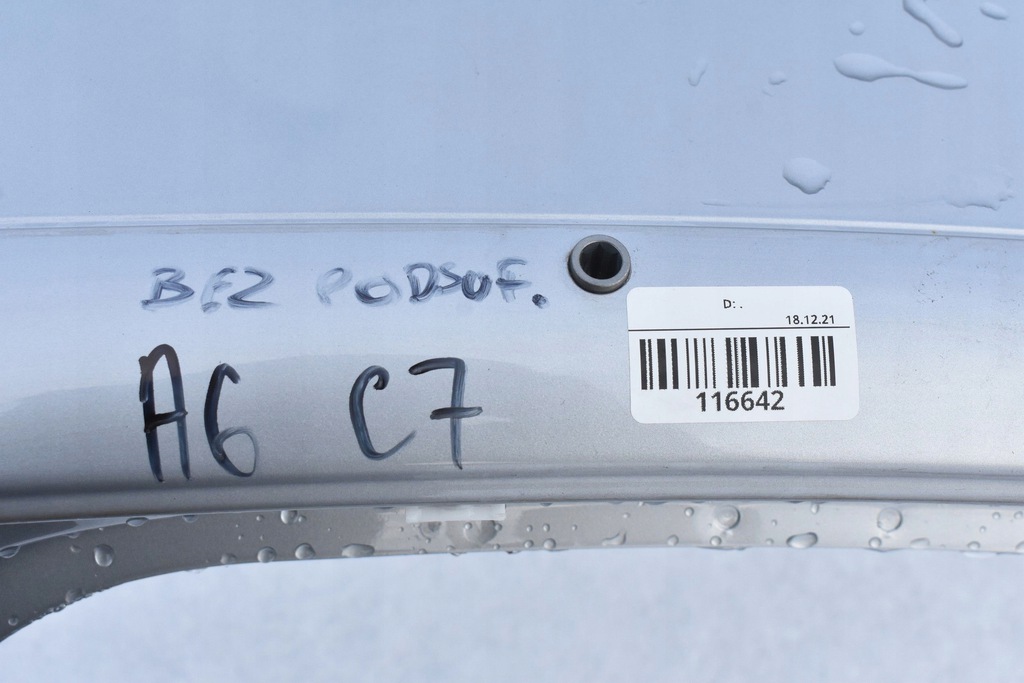 BEZ PODSUF.
A6 C7
D: .
18.12.21
116642